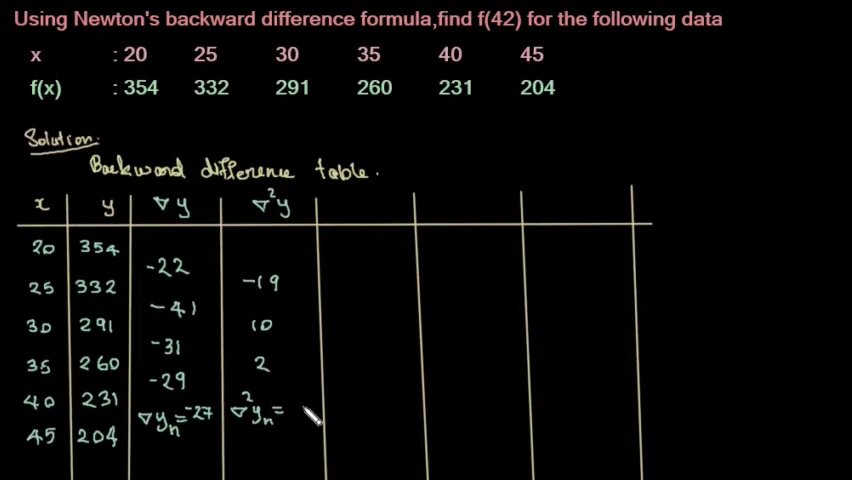 Using Newton's backward difference formula,find f(42) for the following data
x : 20 25 30 35 40 45
f(x) : 354 332 291 260 231 204
Solution:
Backward difference table.
x y ∇y ∇²y
20 354
-22
25 332 -19
-41
30 291 10
-31
35 260 2
-29
40 231 ∇²yₙ=
∇yₙ=-27
45 204